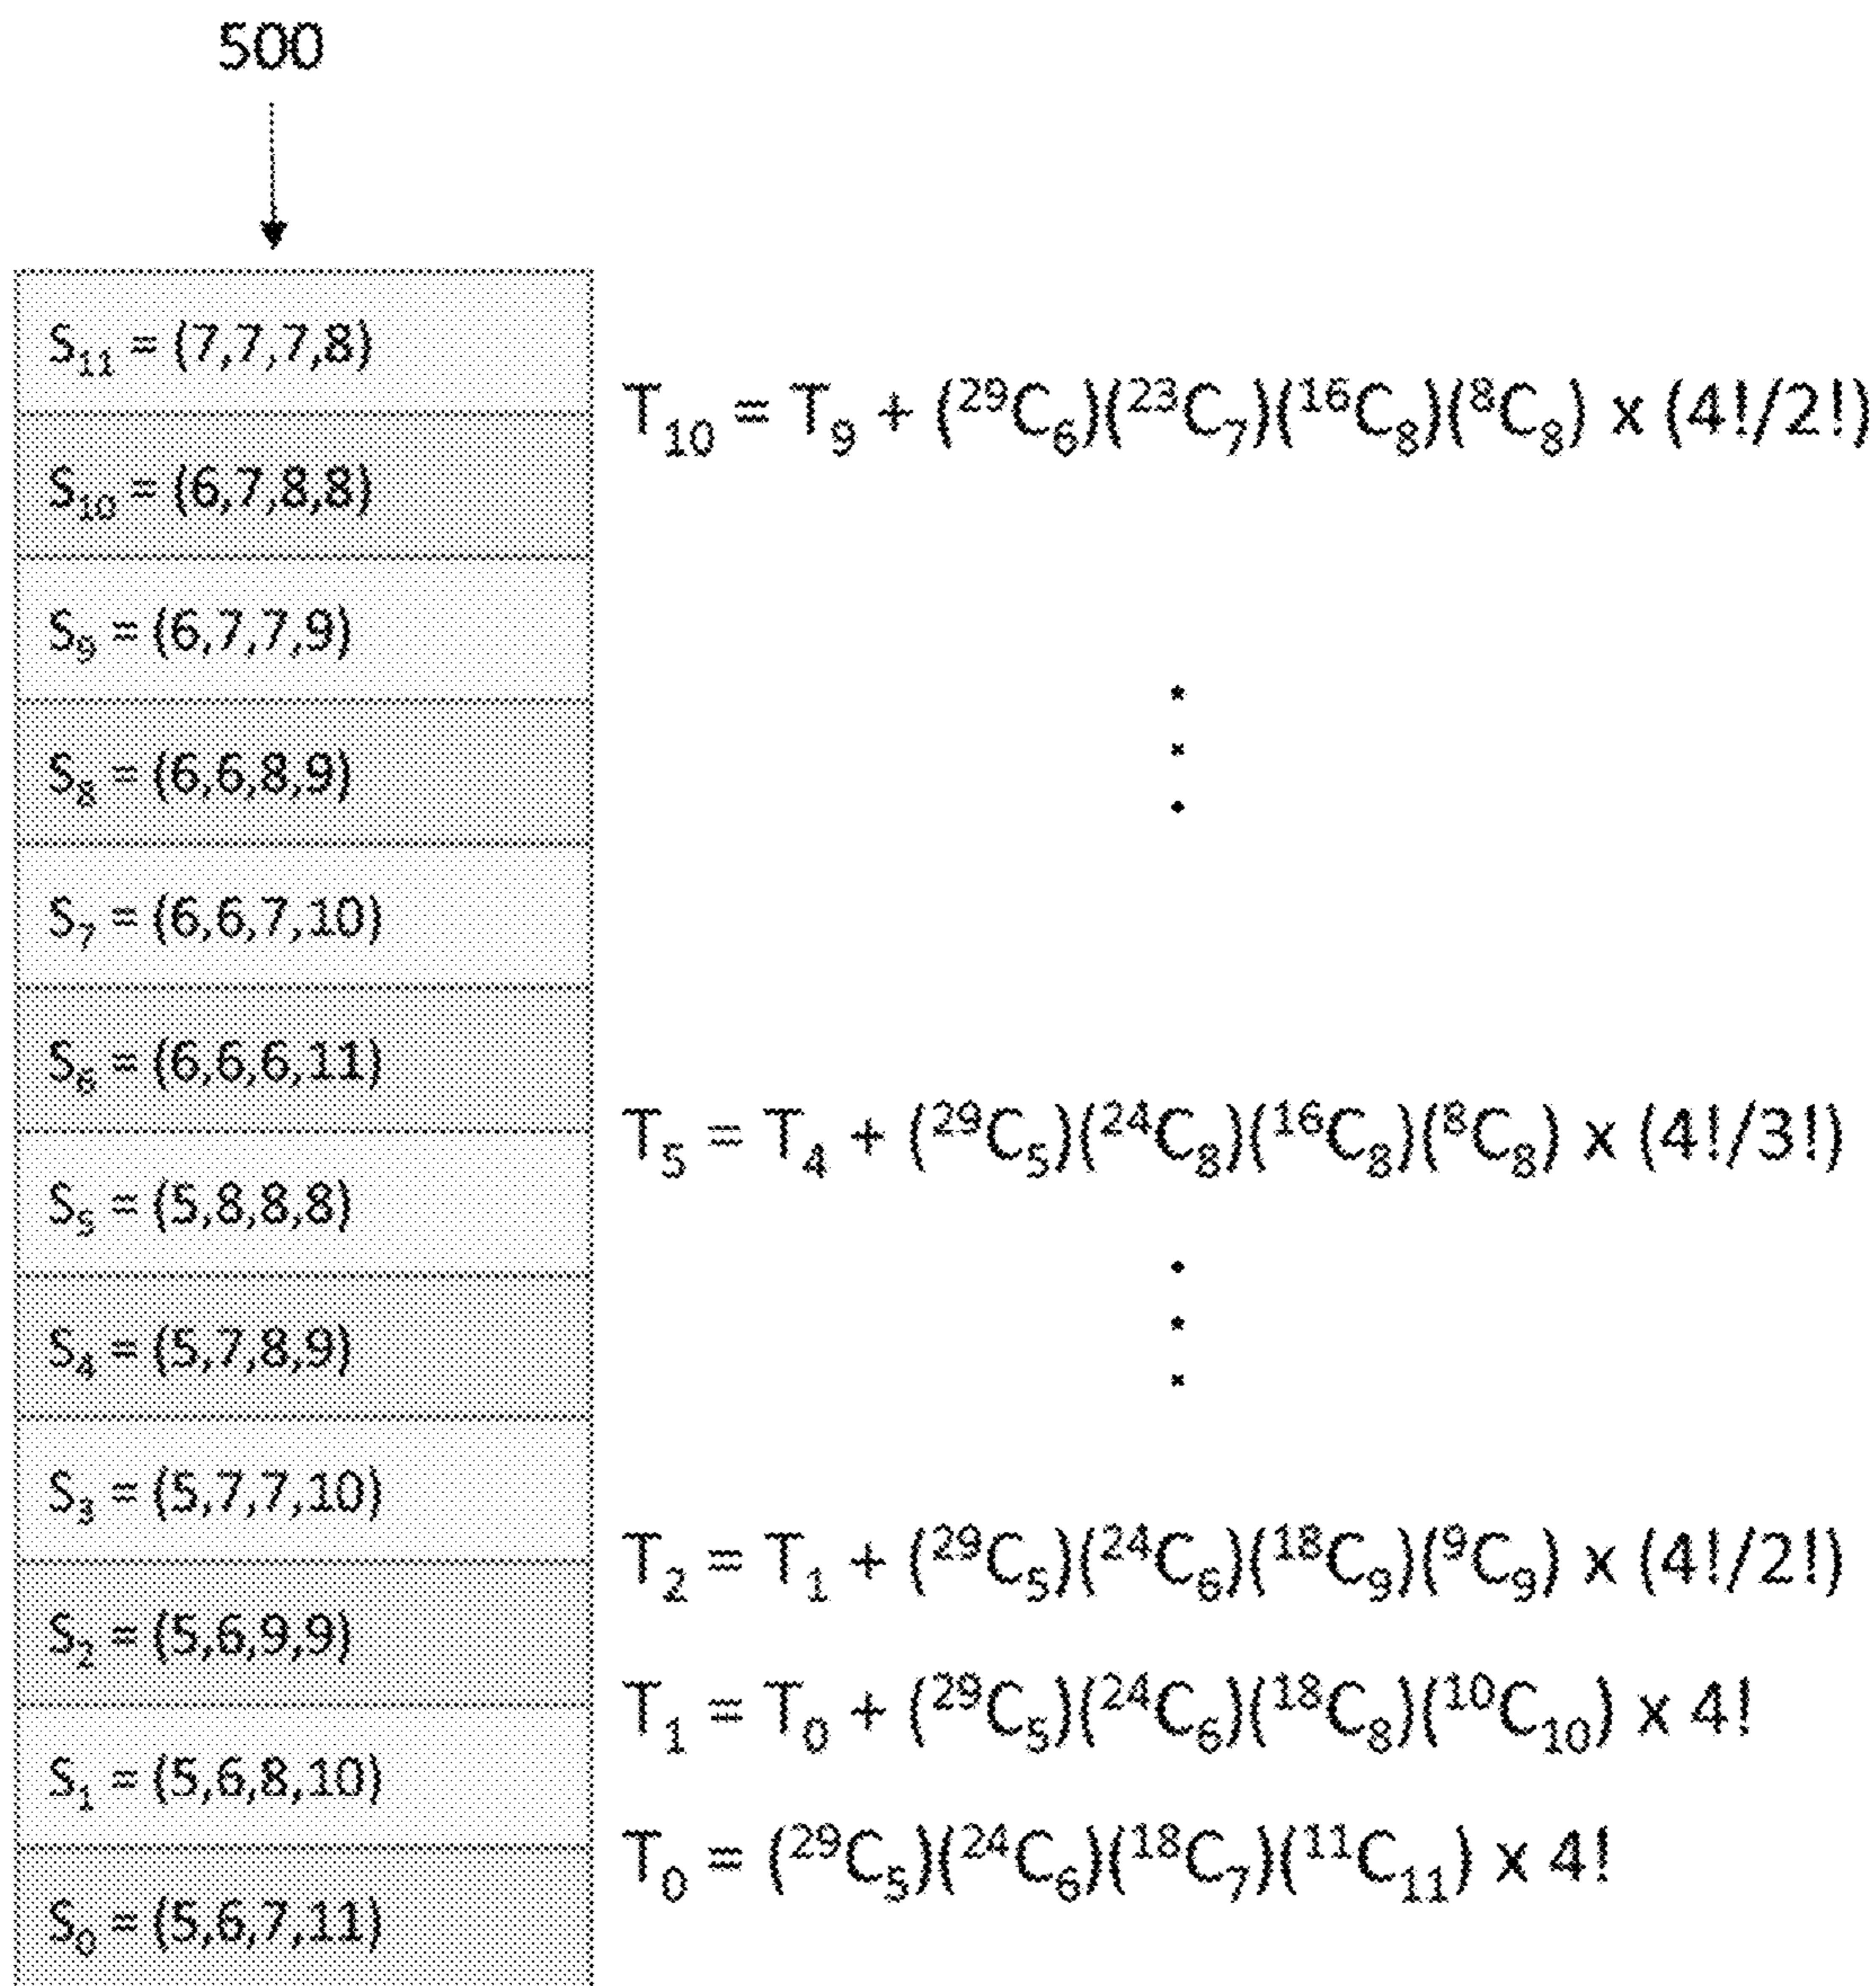 500
S₁₁ = (7,7,7,8)
T₁₀ = T₉ + (²⁹C₆)(²³C₇)(¹⁶C₈)(⁸C₈) x (4!/2!)
S₁₀ = (6,7,8,8)
S₉ = (6,7,7,9)
S₈ = (6,6,8,9)
S₇ = (6,6,7,10)
S₆ = (6,6,6,11)
T₅ = T₄ + (²⁹C₅)(²⁴C₈)(¹⁶C₈)(⁸C₈) x (4!/3!)
S₅ = (5,8,8,8)
S₄ = (5,7,8,9)
S₃ = (5,7,7,10)
T₂ = T₁ + (²⁹C₅)(²⁴C₆)(¹⁸C₉)(⁹C₉) x (4!/2!)
S₂ = (5,6,9,9)
T₁ = T₀ + (²⁹C₅)(²⁴C₆)(¹⁸C₈)(¹⁰C₁₀) x 4!
S₁ = (5,6,8,10)
T₀ = (²⁹C₅)(²⁴C₆)(¹⁸C₇)(¹¹C₁₁) x 4!
S₀ = (5,6,7,11)